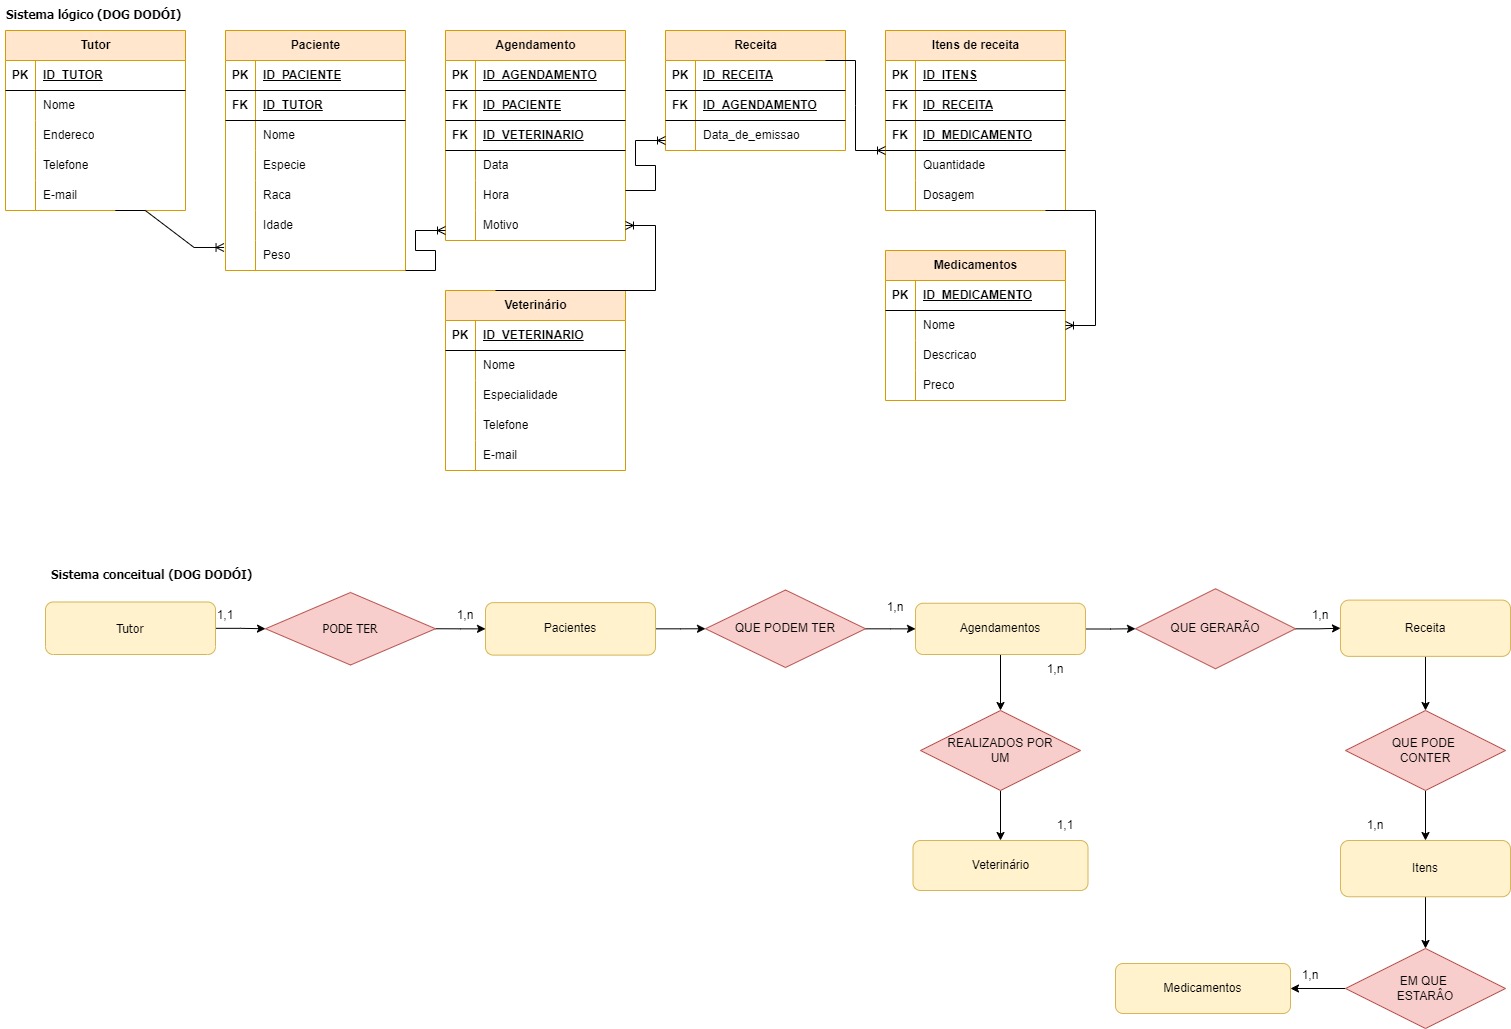 Sistema lógico (DOG DODÓI)
Tutor
PK ID_TUTOR
Nome
Endereco
Telefone
E-mail
Paciente
PK ID_PACIENTE
FK ID_TUTOR
Nome
Especie
Raca
Idade
Peso
Agendamento
PK ID_AGENDAMENTO
FK ID_PACIENTE
FK ID_VETERINARIO
Data
Hora
Motivo
Receita
PK ID_RECEITA
FK ID_AGENDAMENTO
Data_de_emissao
Itens de receita
PK ID_ITENS
FK ID_RECEITA
FK ID_MEDICAMENTO
Quantidade
Dosagem
Veterinário
PK ID_VETERINARIO
Nome
Especialidade
Telefone
E-mail
Medicamentos
PK ID_MEDICAMENTO
Nome
Descricao
Preco
Sistema conceitual (DOG DODÓI)
Tutor
1,1
PODE TER
1,n
Pacientes
QUE PODEM TER
1,n
Agendamentos
QUE GERARÃO
1,n
Receita
1,n
REALIZADOS POR
UM
1,1
Veterinário
QUE PODE
CONTER
1,n
Itens
EM QUE
ESTARÂO
1,n
Medicamentos